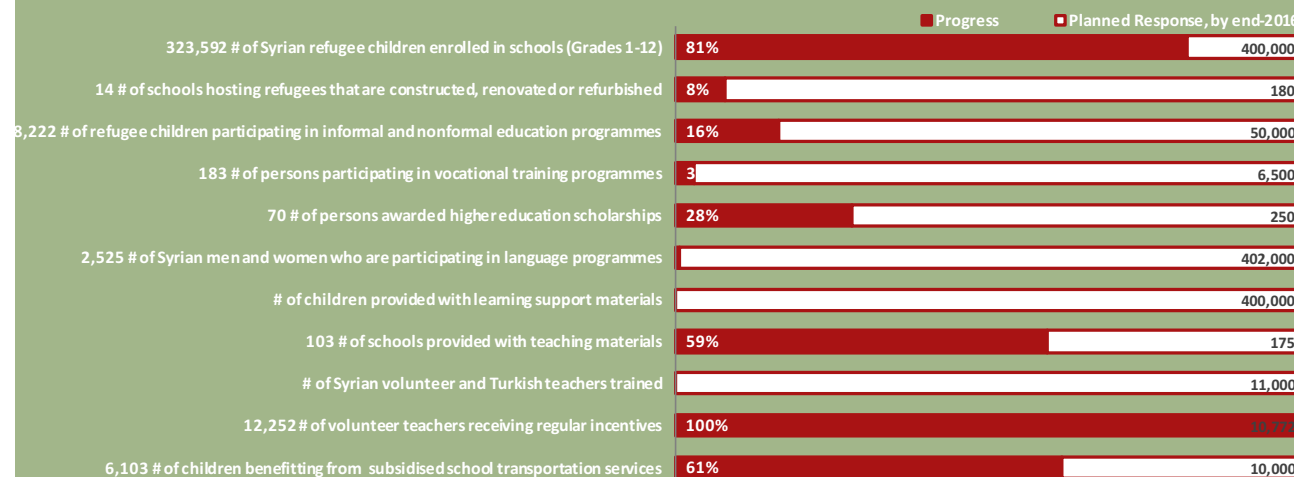 Progress Planned Response, by end-2016
323,592 # of Syrian refugee children enrolled in schools (Grades 1-12) 81% 400,000
14 # of schools hosting refugees that are constructed, renovated or refurbished 8% 180
8,222 # of refugee children participating in informal and nonformal education programmes 16% 50,000
183 # of persons participating in vocational training programmes 3 6,500
70 # of persons awarded higher education scholarships 28% 250
2,525 # of Syrian men and women who are participating in language programmes 402,000
# of children provided with learning support materials 400,000
103 # of schools provided with teaching materials 59% 175
# of Syrian volunteer and Turkish teachers trained 11,000
12,252 # of volunteer teachers receiving regular incentives 100%
6,103 # of children benefitting from subsidised school transportation services 61% 10,000